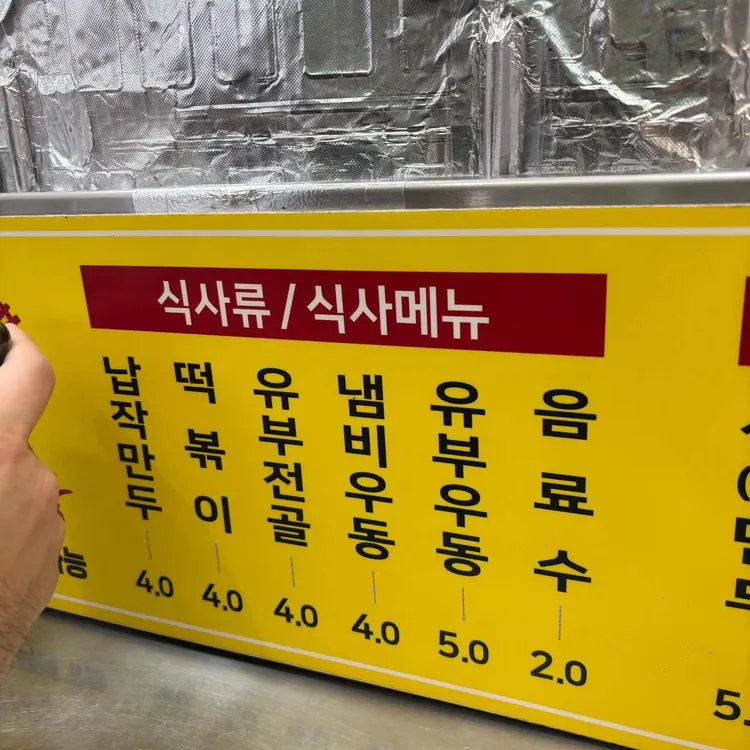 식사류 / 식사메뉴
납작만두 4.0
떡볶이 4.0
유부전골 4.0
냄비우동 4.0
유부우동 5.0
음료수 2.0